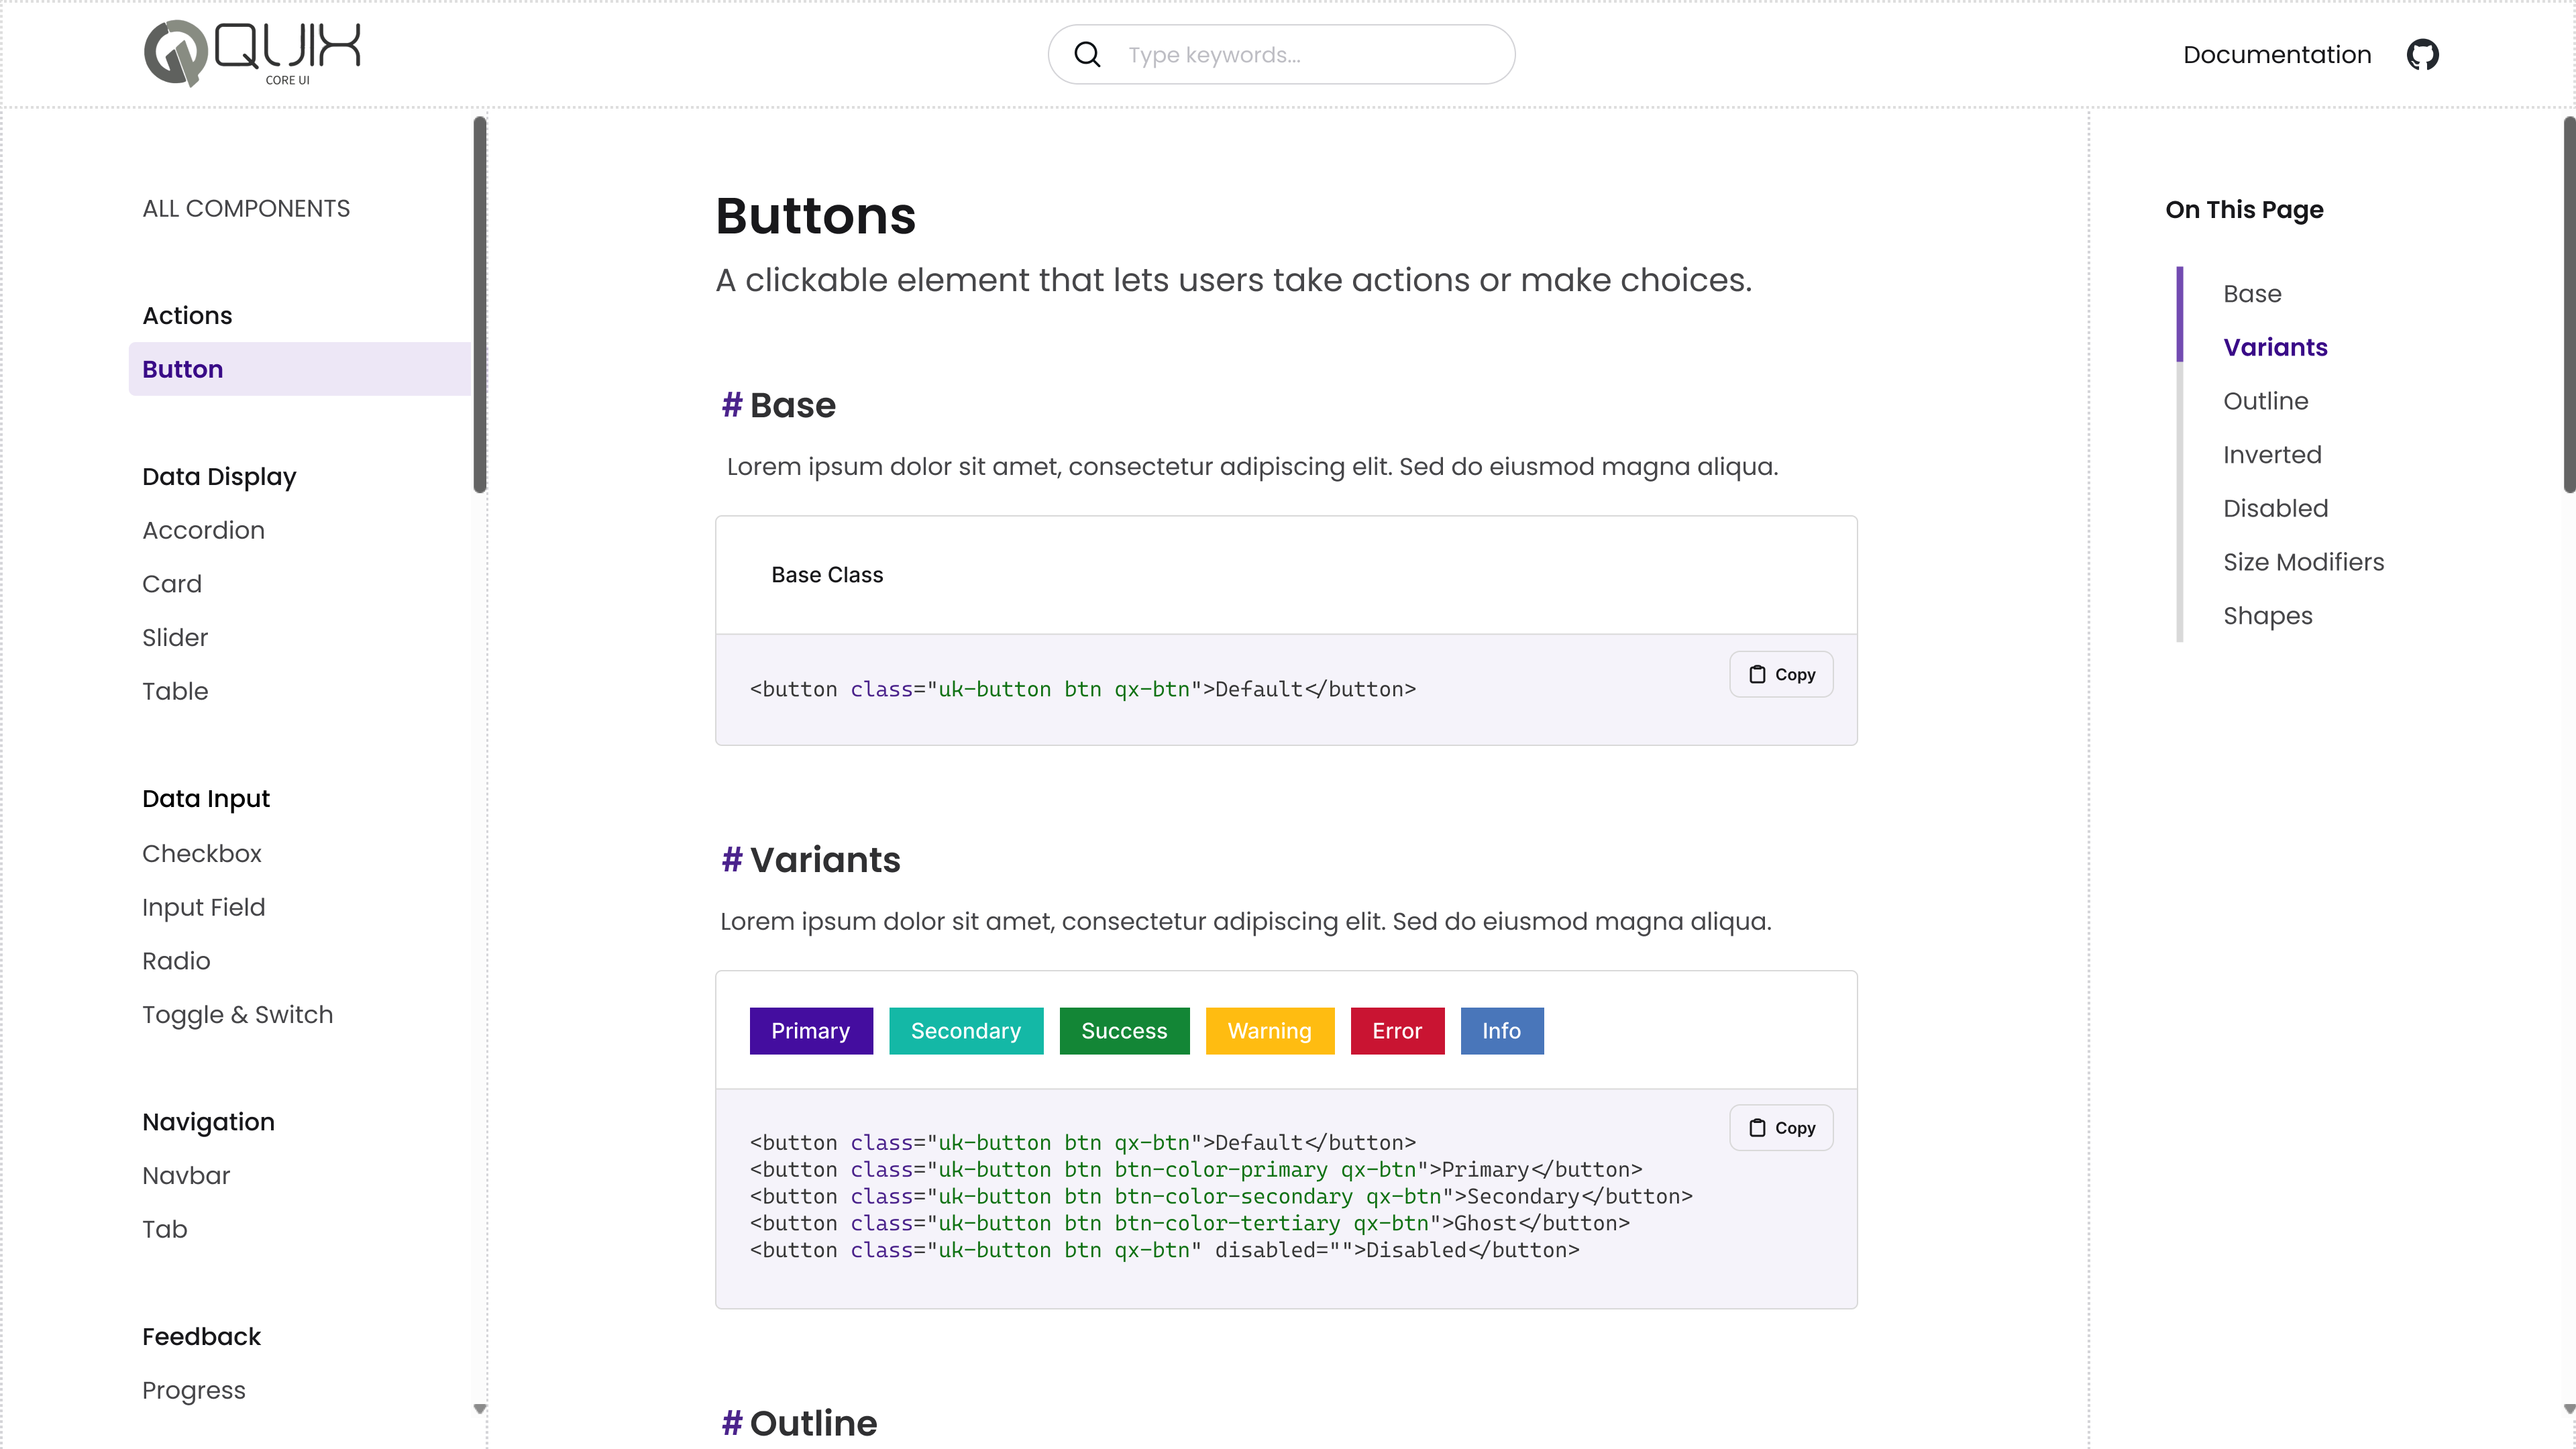 QUIX
CORE UI
Type keywords...
Documentation
ALL COMPONENTS
Actions
Button
Data Display
Accordion
Card
Slider
Table
Data Input
Checkbox
Input Field
Radio
Toggle & Switch
Navigation
Navbar
Tab
Feedback
Progress
Buttons
A clickable element that lets users take actions or make choices.
# Base
Lorem ipsum dolor sit amet, consectetur adipiscing elit. Sed do eiusmod magna aliqua.
Base Class
Copy
<button class="uk-button btn qx-btn">Default</button>
# Variants
Lorem ipsum dolor sit amet, consectetur adipiscing elit. Sed do eiusmod magna aliqua.
Primary Secondary Success Warning Error Info
Copy
<button class="uk-button btn qx-btn">Default</button>
<button class="uk-button btn btn-color-primary qx-btn">Primary</button>
<button class="uk-button btn btn-color-secondary qx-btn">Secondary</button>
<button class="uk-button btn btn-color-tertiary qx-btn">Ghost</button>
<button class="uk-button btn qx-btn" disabled="">Disabled</button>
# Outline
On This Page
Base
Variants
Outline
Inverted
Disabled
Size Modifiers
Shapes